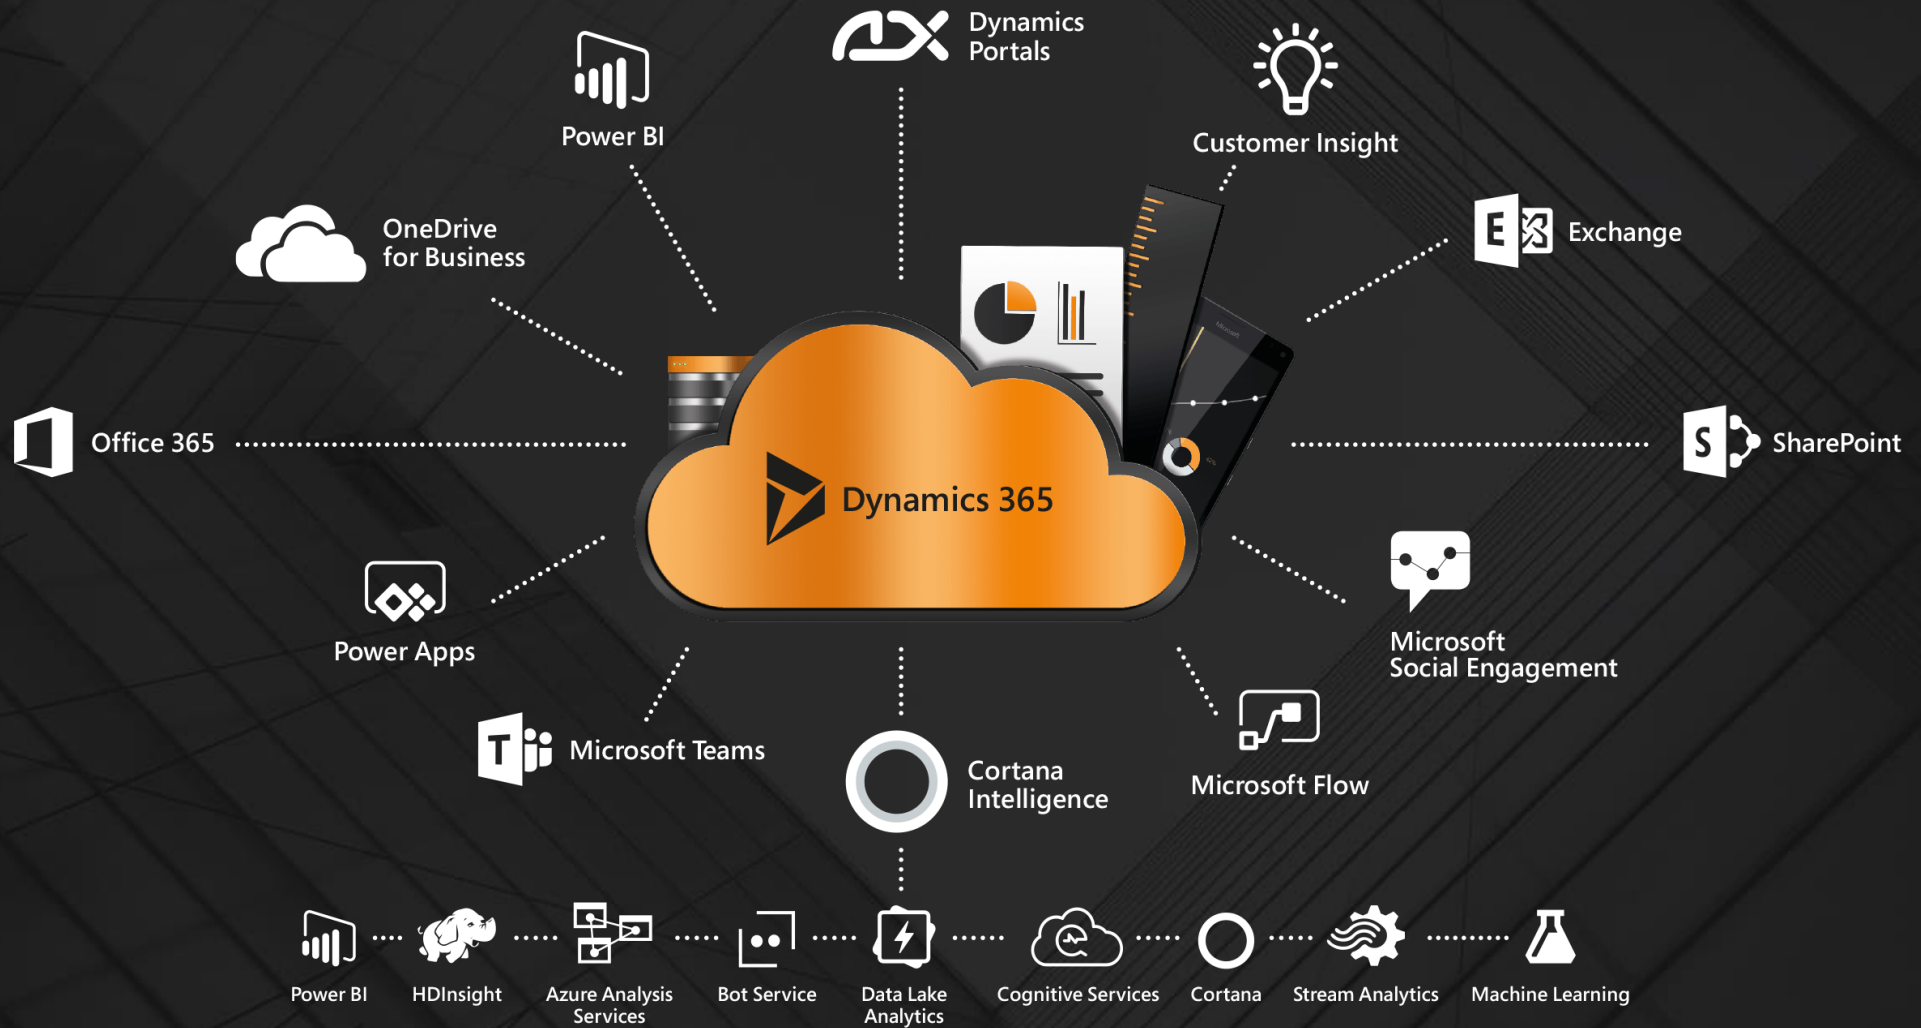 Dynamics
Portals
Power BI
Customer Insight
OneDrive
for Business
Exchange
Office 365
SharePoint
Dynamics 365
Microsoft
Power Apps
Microsoft
Social Engagement
Microsoft Teams
Cortana
Intelligence
Microsoft Flow
Power BI
HDInsight
Azure Analysis
Services
Bot Service
Data Lake
Analytics
Cognitive Services
Cortana
Stream Analytics
Machine Learning